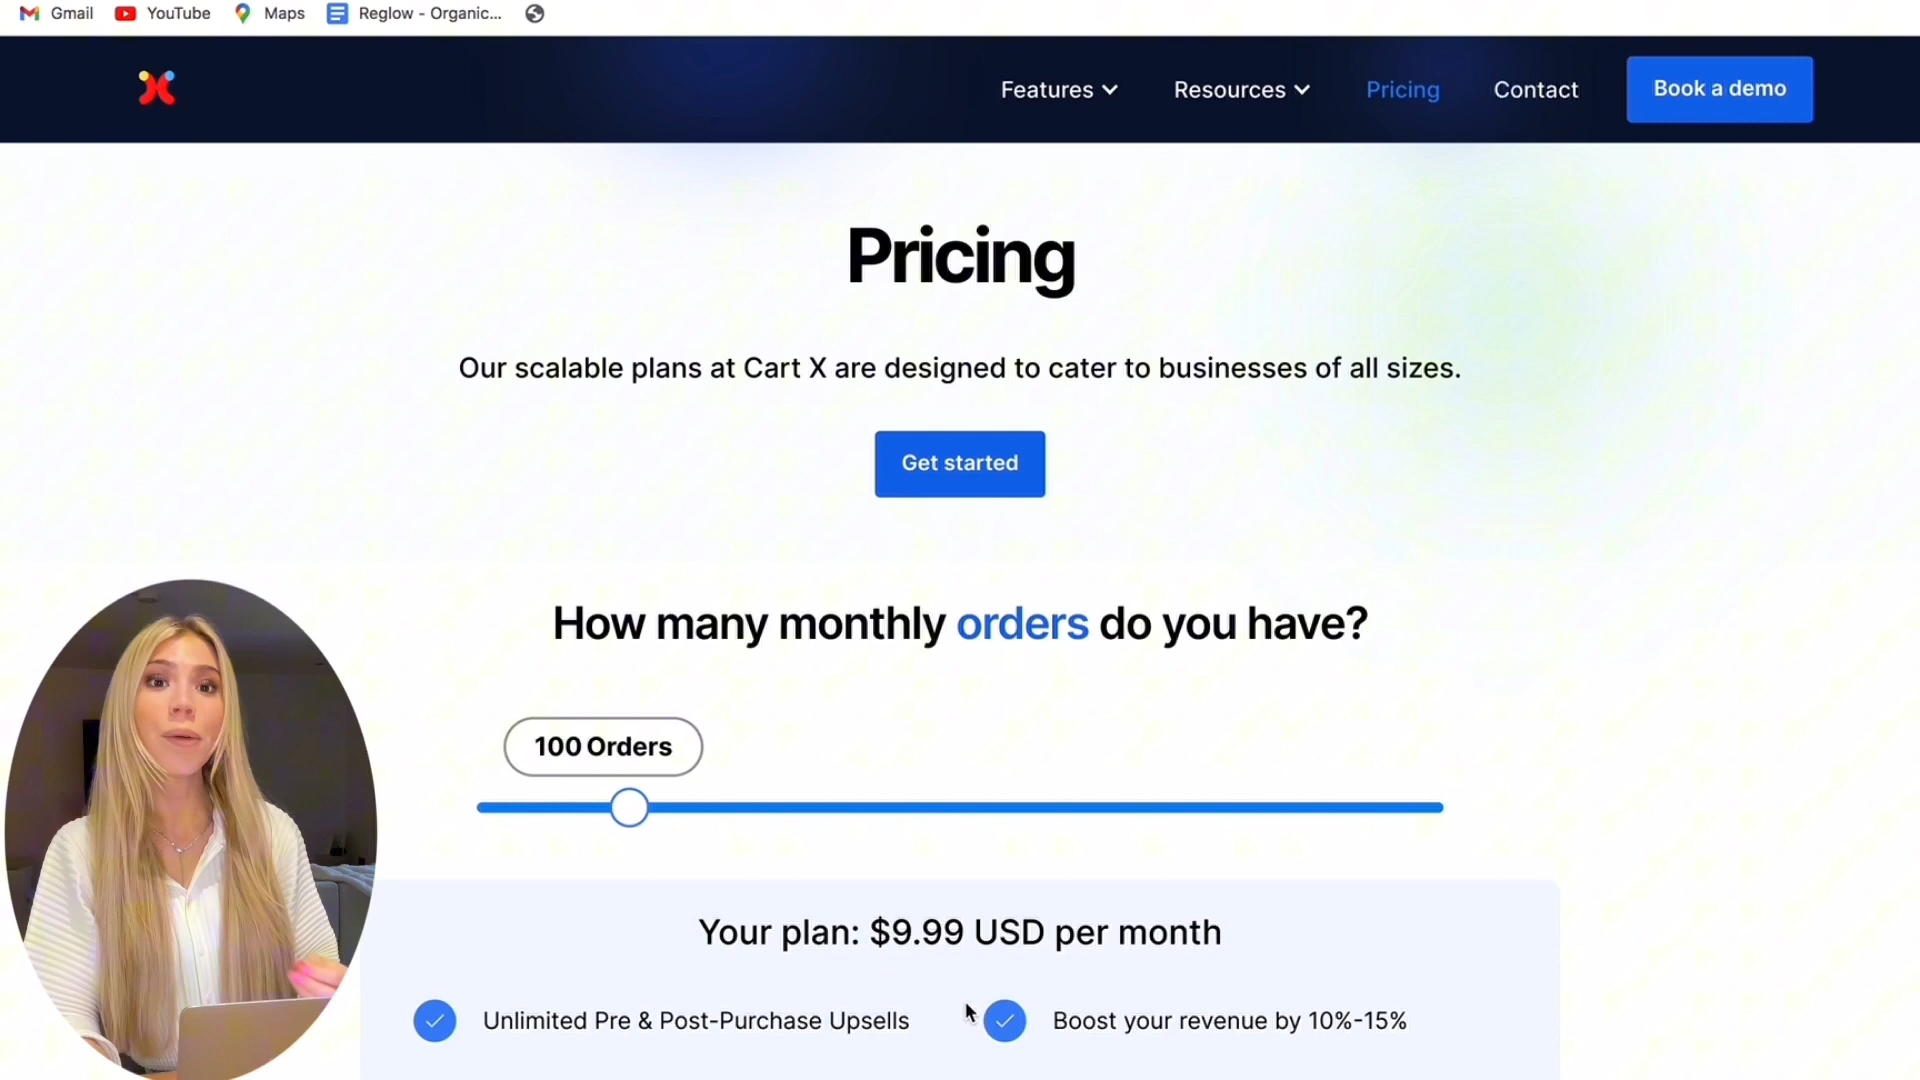 Gmail
YouTube
Maps
Reglow - Organic...
Features
Resources
Pricing
Contact
Book a demo
Pricing
Our scalable plans at Cart X are designed to cater to businesses of all sizes.
Get started
How many monthly orders do you have?
100 Orders
Your plan: $9.99 USD per month
Unlimited Pre & Post-Purchase Upsells
Boost your revenue by 10%-15%